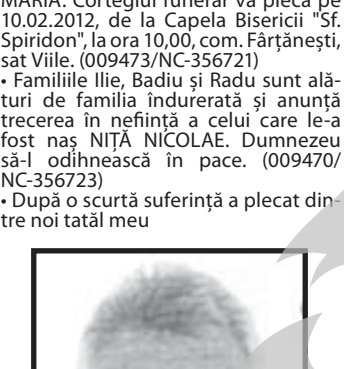 MARIA. Cortegiul funerar va pleca pe
10.02.2012, de la Capela Bisericii "Sf.
Spiridon", la ora 10,00, com. Fârțănești,
sat Viile. (009473/NC-356721)
• Familiile Ilie, Badiu și Radu sunt ală-
turi de familia îndurerată și anunță
trecerea în neființă a celui care le-a
fost naș NIȚĂ NICOLAE. Dumnezeu
să-l odihnească în pace. (009470/
NC-356723)
• După o scurtă suferință a plecat din-
tre noi tatăl meu